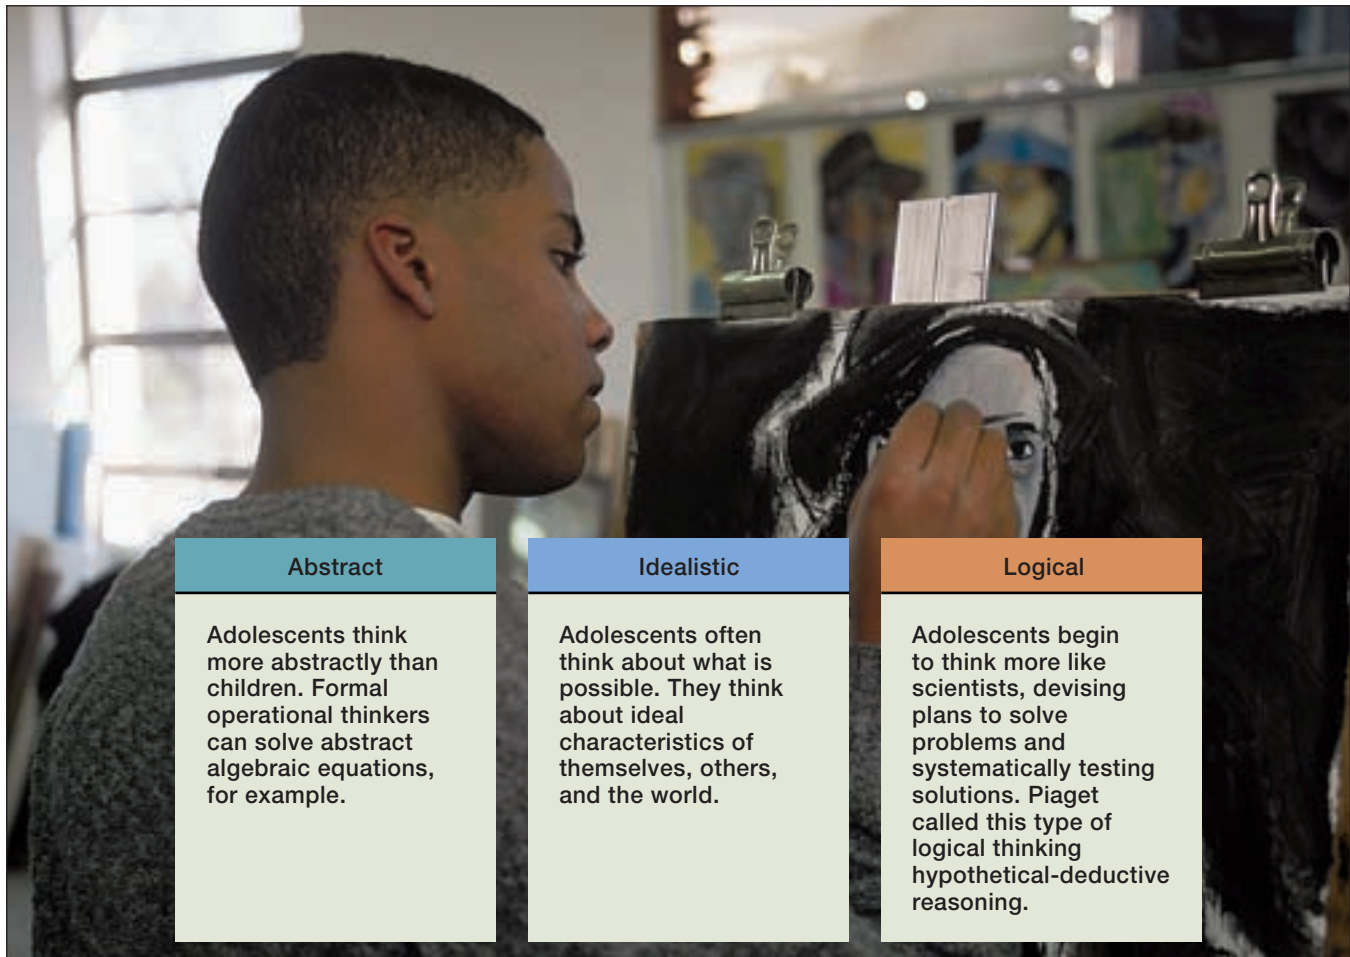 Abstract
Adolescents think
more abstractly than
children. Formal
operational thinkers
can solve abstract
algebraic equations,
for example.
Idealistic
Adolescents often
think about what is
possible. They think
about ideal
characteristics of
themselves, others,
and the world.
Logical
Adolescents begin
to think more like
scientists, devising
plans to solve
problems and
systematically testing
solutions. Piaget
called this type of
logical thinking
hypothetical-deductive
reasoning.